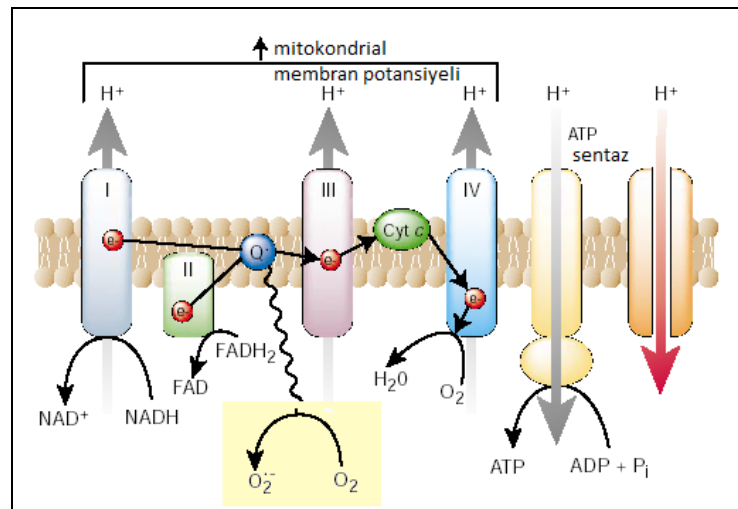 mitokondrial
membran potansiyeli
H⁺ H⁺ H⁺ H⁺ H⁺
ATP
sentaz
I III IV
Cyt c
e- Q· e-
II
e- e-
FADH₂
H₂0 O₂
FAD
NAD⁺ NADH
O₂·⁻ O₂
ATP ADP + Pᵢ